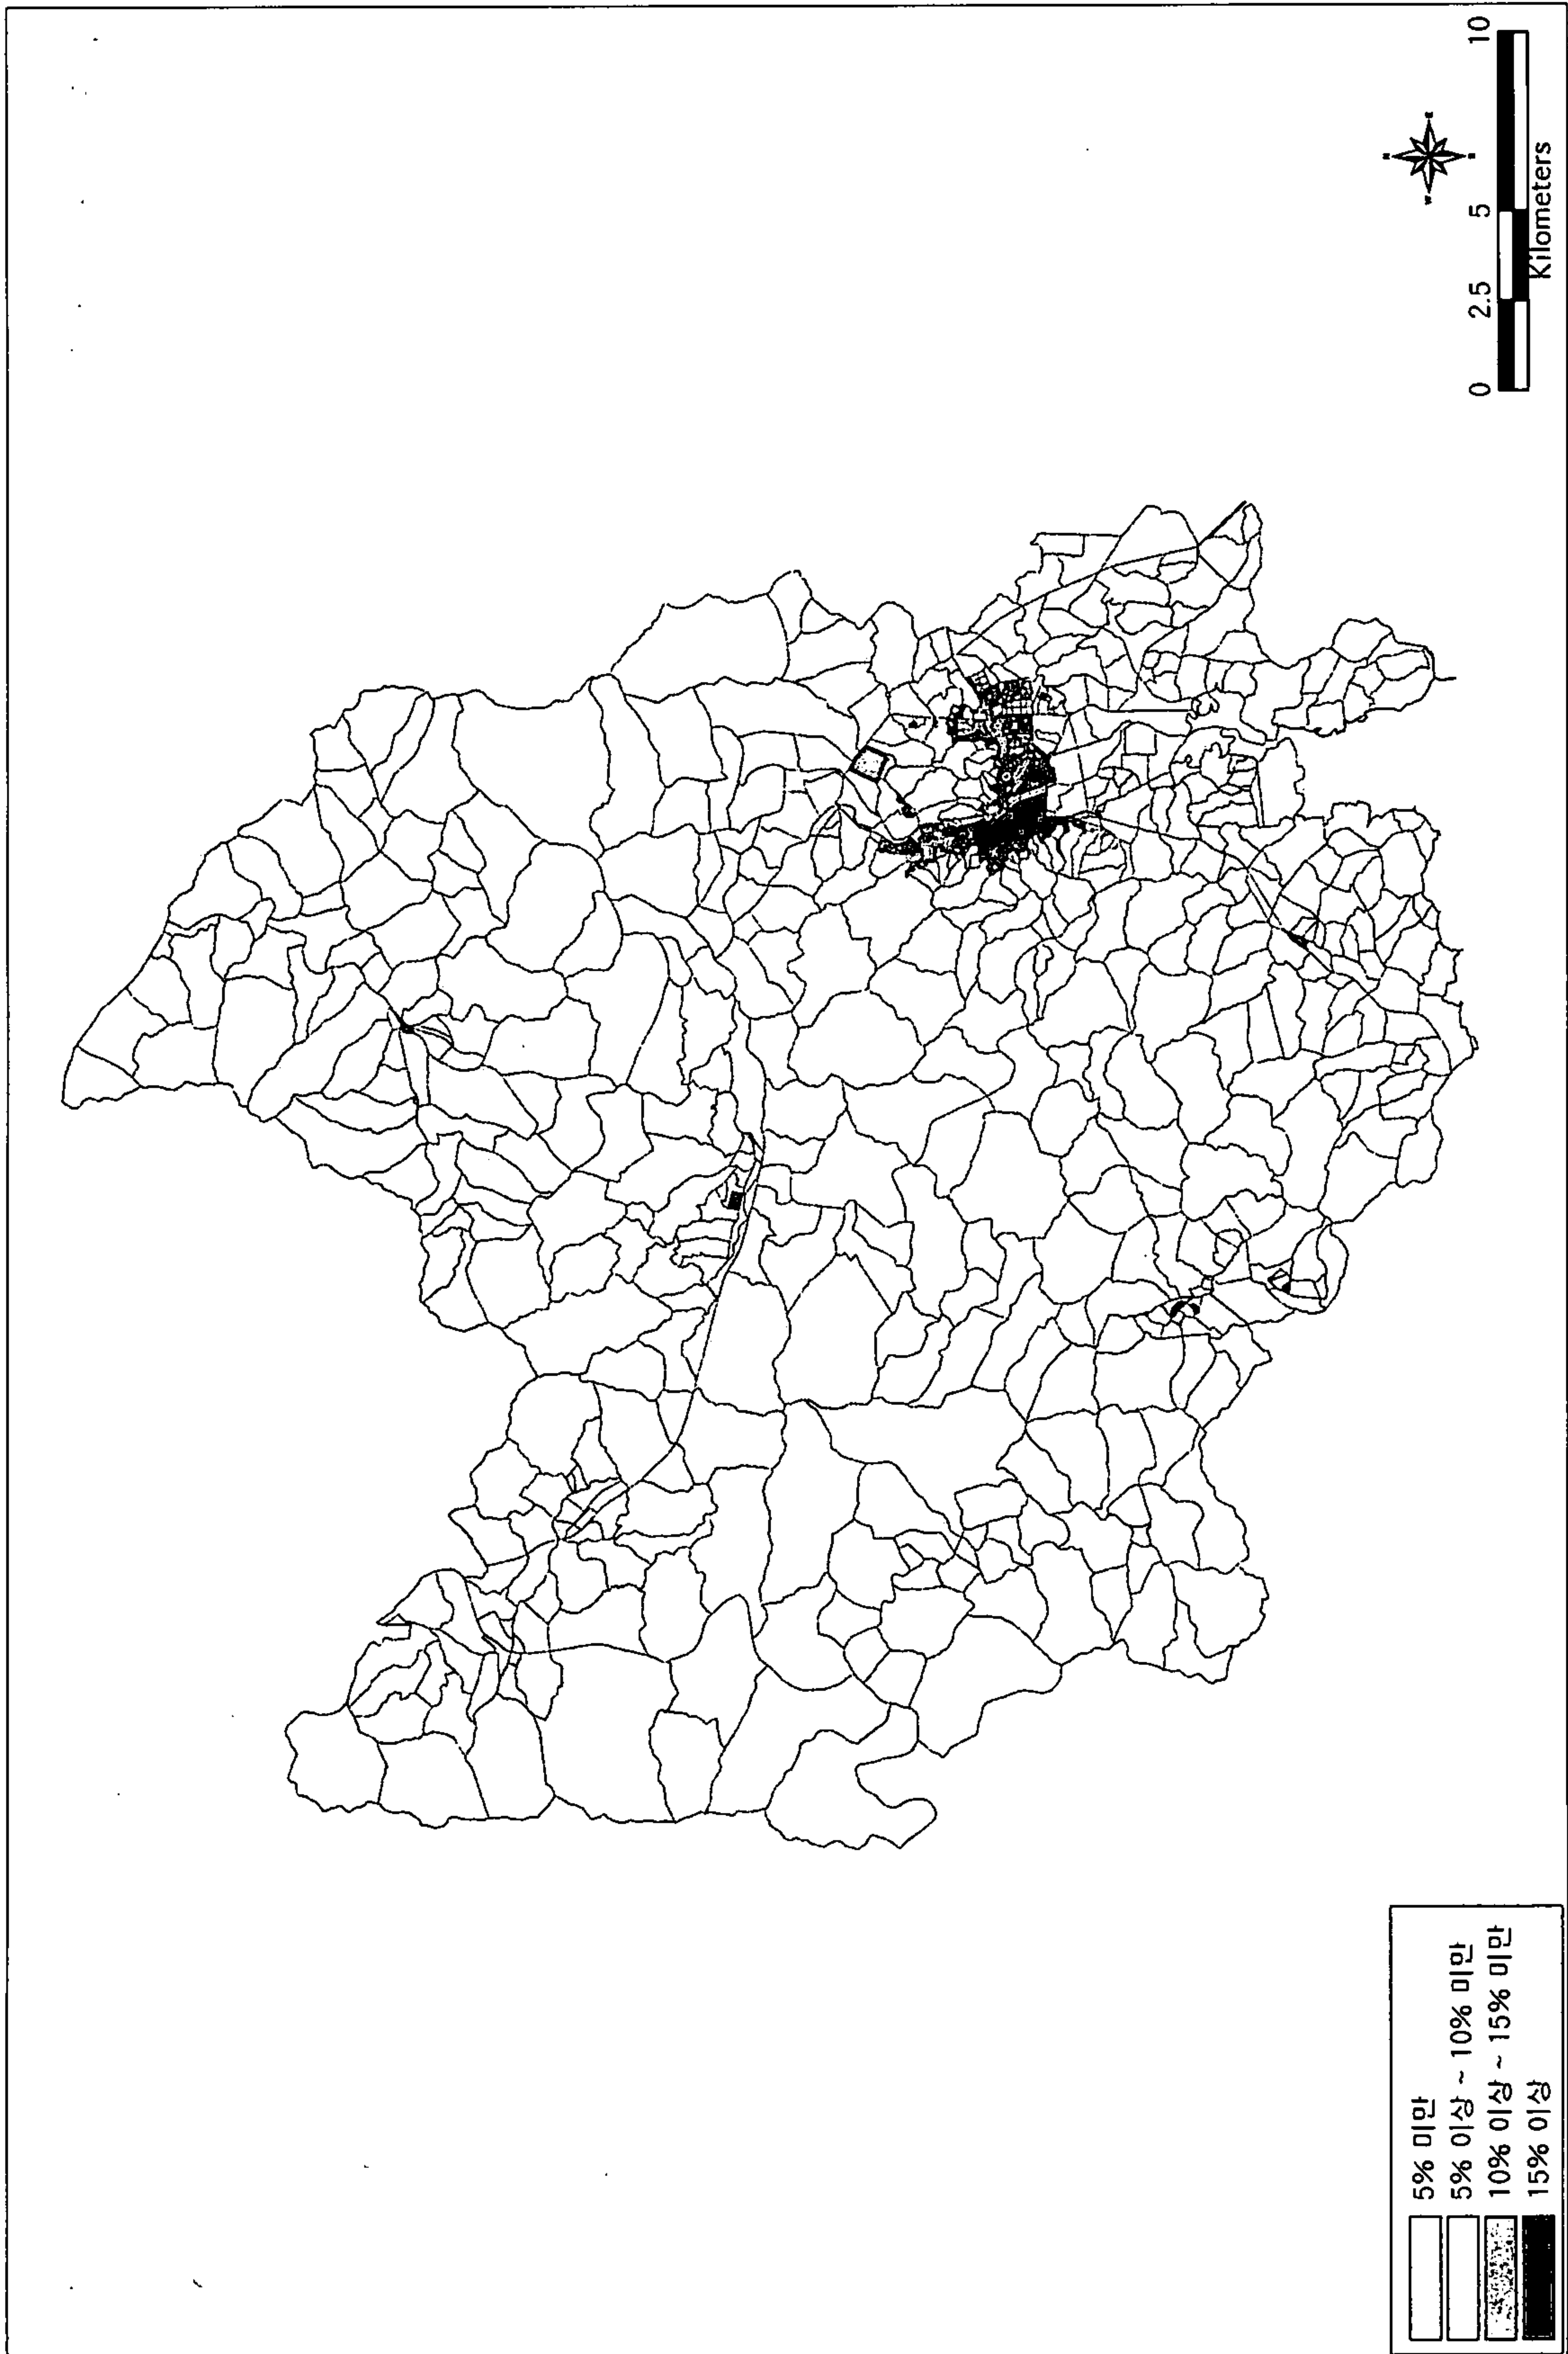 5% 미만
5% 이상 ~ 10% 미만
10% 이상 ~ 15% 미만
15% 이상
0 2.5 5 10
Kilometers
N
W
E
S